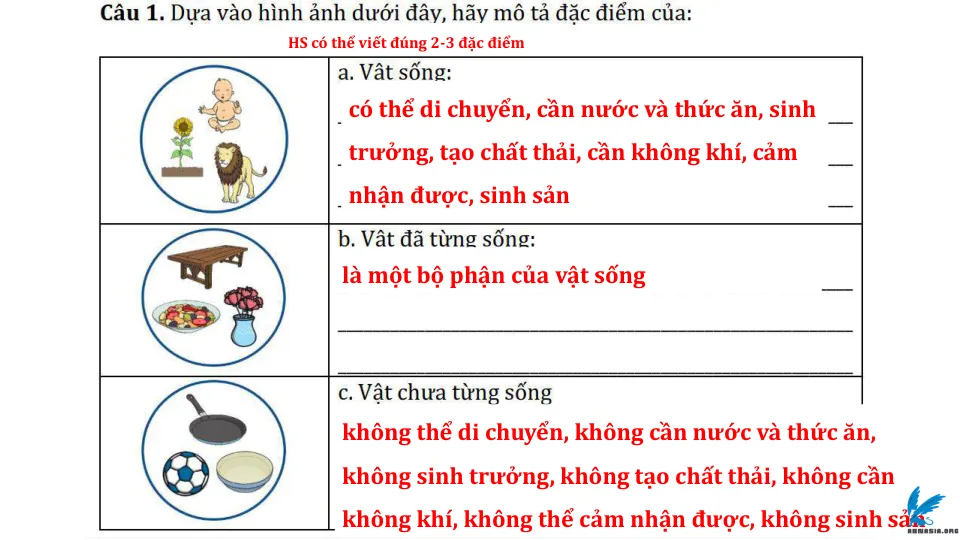 Câu 1. Dựa vào hình ảnh dưới đây, hãy mô tả đặc điểm của:
HS có thể viết đúng 2-3 đặc điểm
a. Vật sống:
có thể di chuyển, cần nước và thức ăn, sinh
trưởng, tạo chất thải, cần không khí, cảm
nhận được, sinh sản
b. Vật đã từng sống:
là một bộ phận của vật sống
c. Vật chưa từng sống
không thể di chuyển, không cần nước và thức ăn,
không sinh trưởng, không tạo chất thải, không cần
không khí, không thể cảm nhận được, không sinh sản